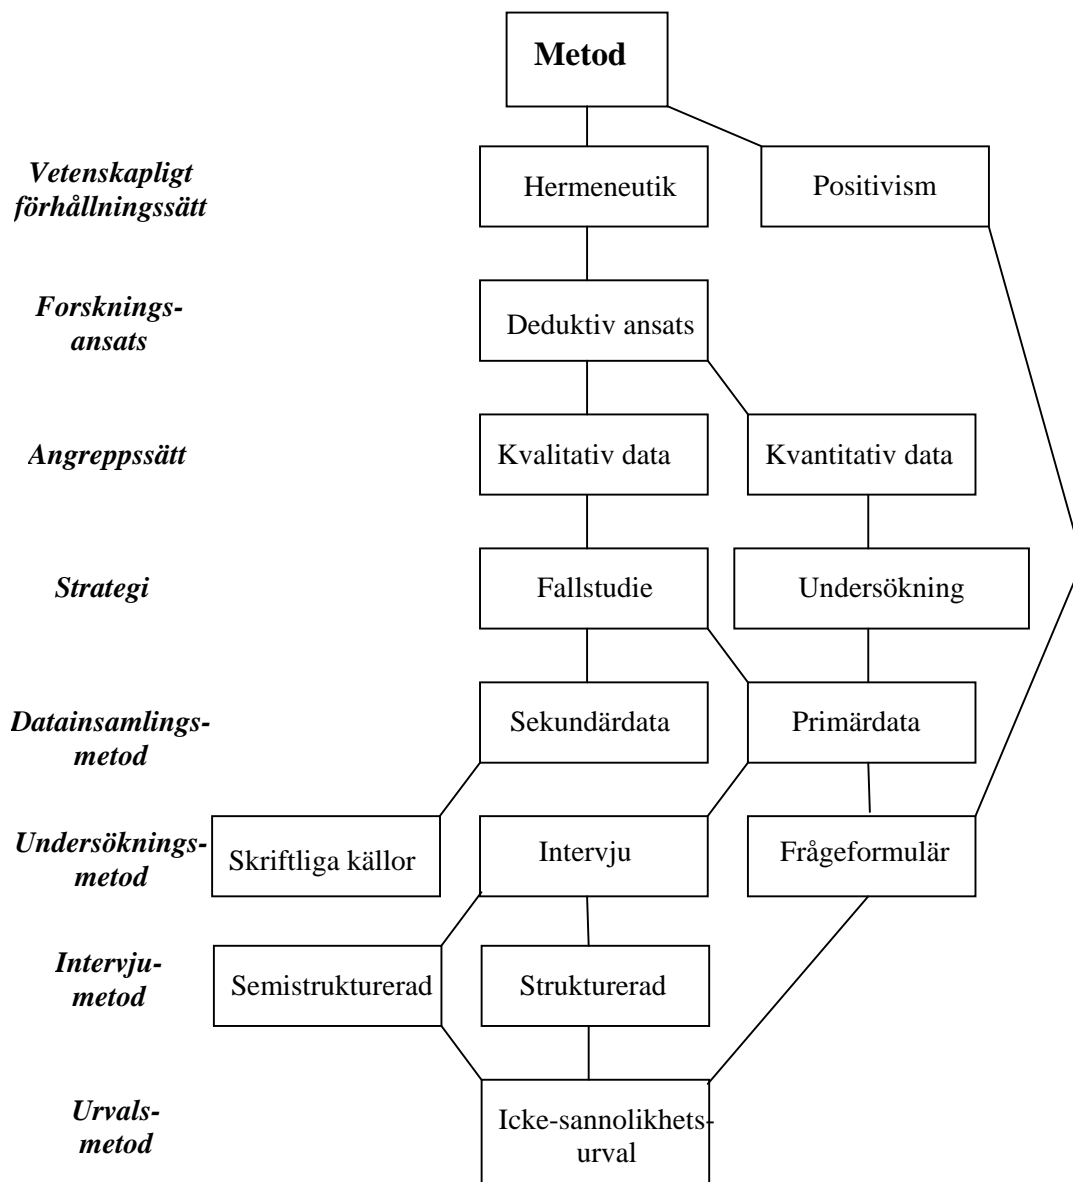 Metod
Vetenskapligt
förhållningssätt
Hermeneutik
Positivism
Forsknings-
ansats
Deduktiv ansats
Angreppssätt
Kvalitativ data
Kvantitativ data
Strategi
Fallstudie
Undersökning
Datainsamlings-
metod
Sekundärdata
Primärdata
Undersöknings-
metod
Skriftliga källor
Intervju
Frågeformulär
Intervju-
metod
Semistrukturerad
Strukturerad
Urvals-
metod
Icke-sannolikhets-
urval